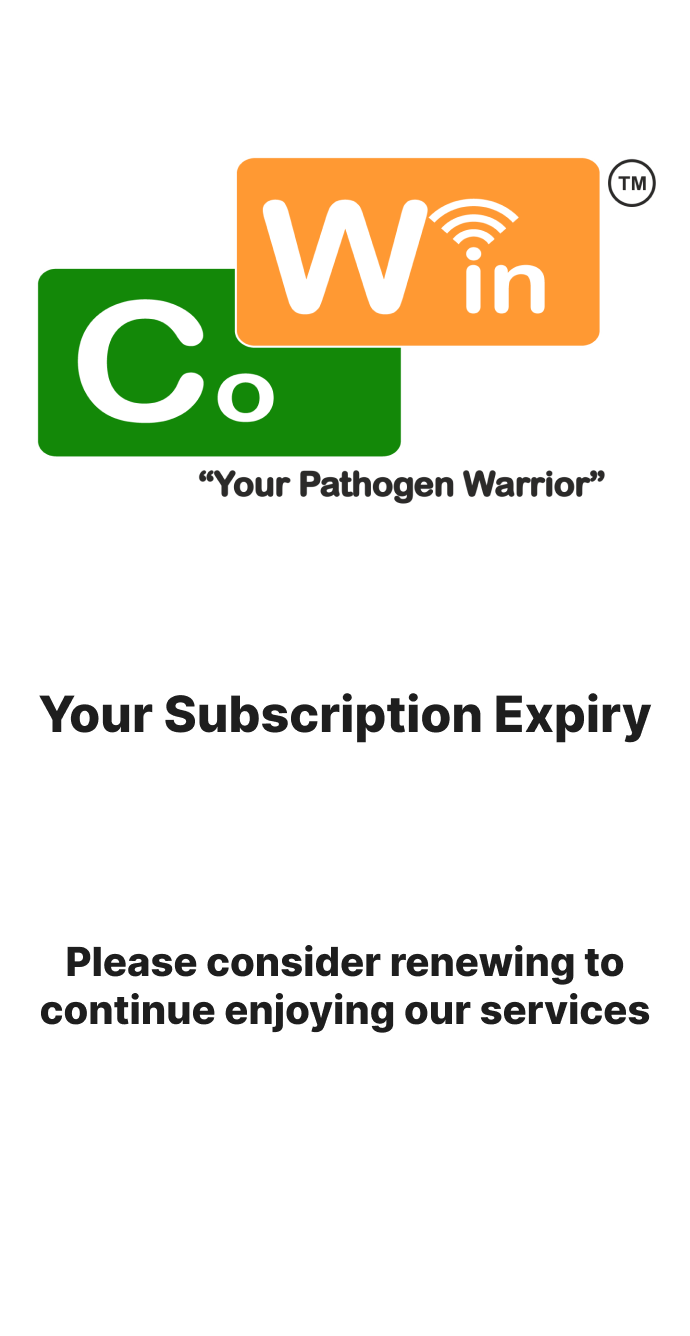 Win
TM
Co
“Your Pathogen Warrior”
Your Subscription Expiry
Please consider renewing to
continue enjoying our services